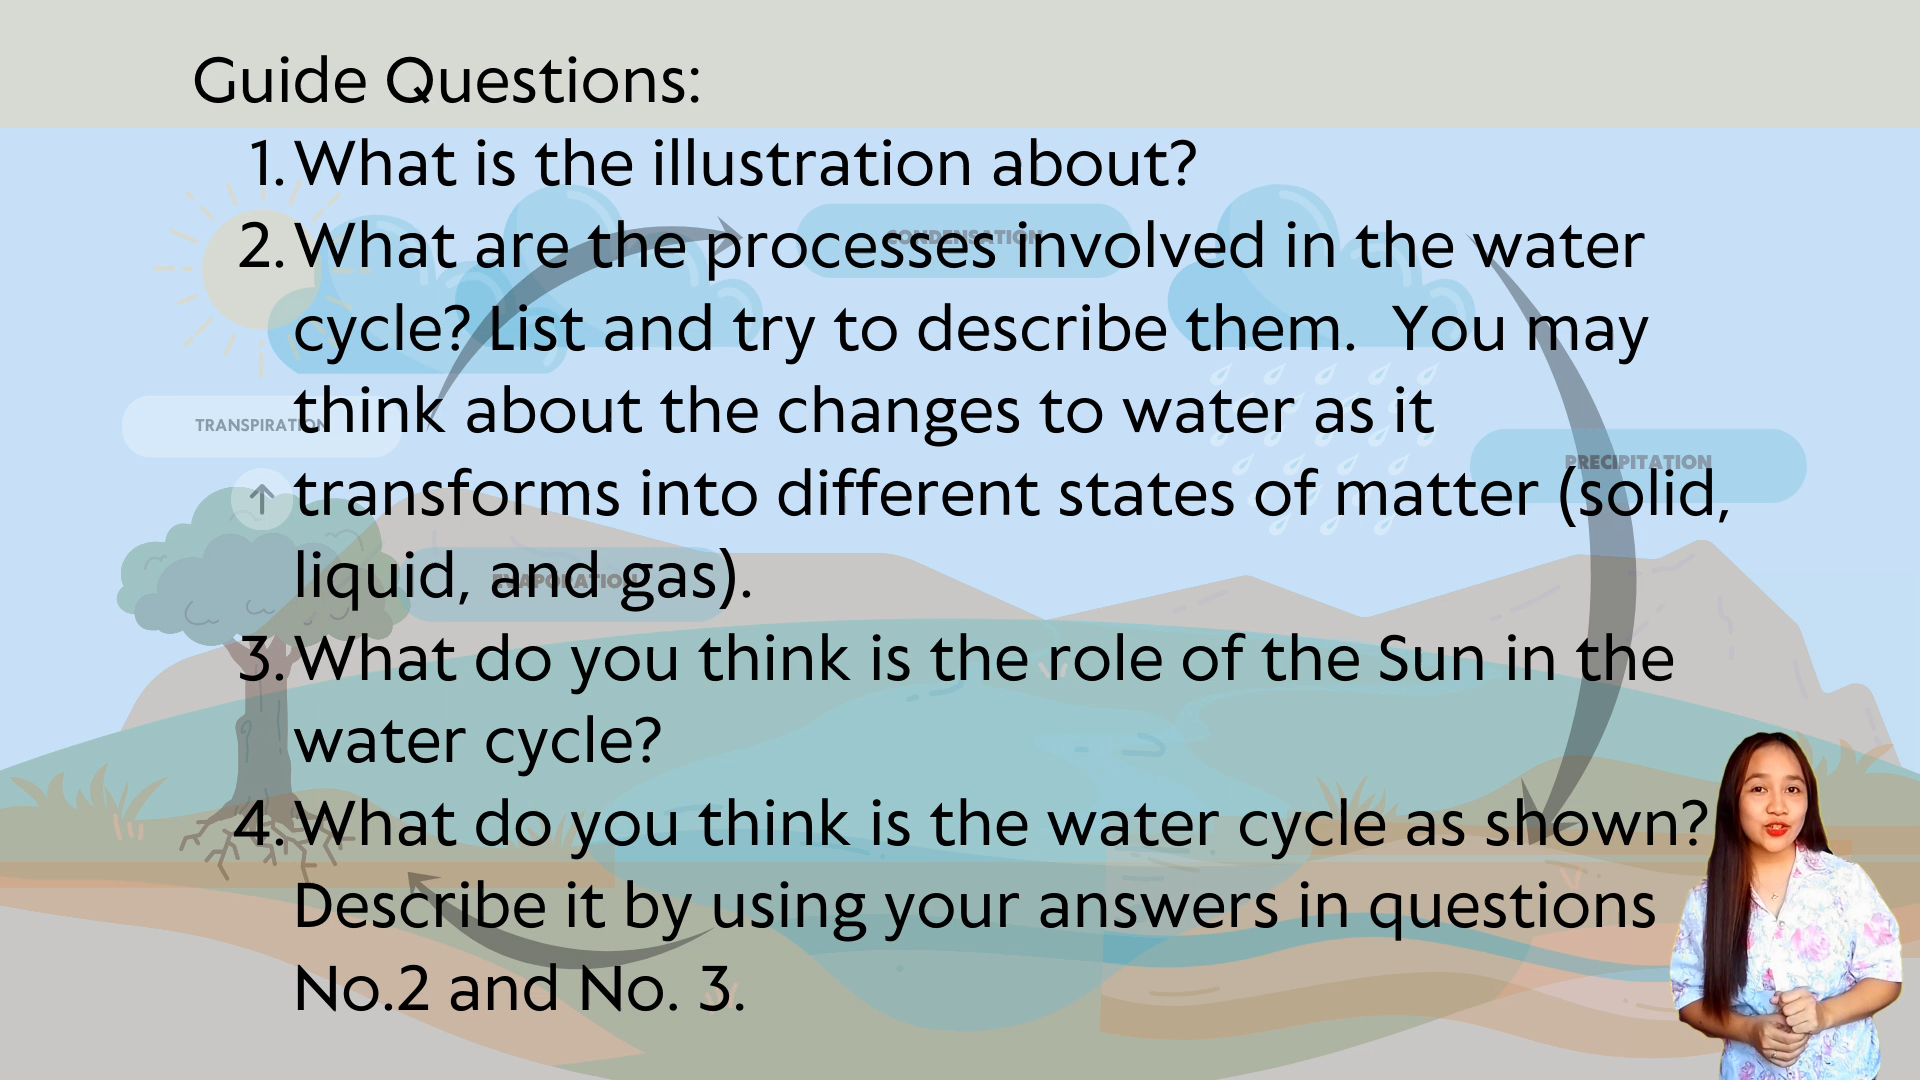 Guide Questions:
1. What is the illustration about?
2. What are the processes involved in the water
cycle? List and try to describe them. You may
think about the changes to water as it
transforms into different states of matter (solid,
liquid, and gas).
3. What do you think is the role of the Sun in the
water cycle?
4. What do you think is the water cycle as shown?
Describe it by using your answers in questions
No.2 and No. 3.
CONDENSATION
TRANSPIRATION
PRECIPITATION
EVAPORATION